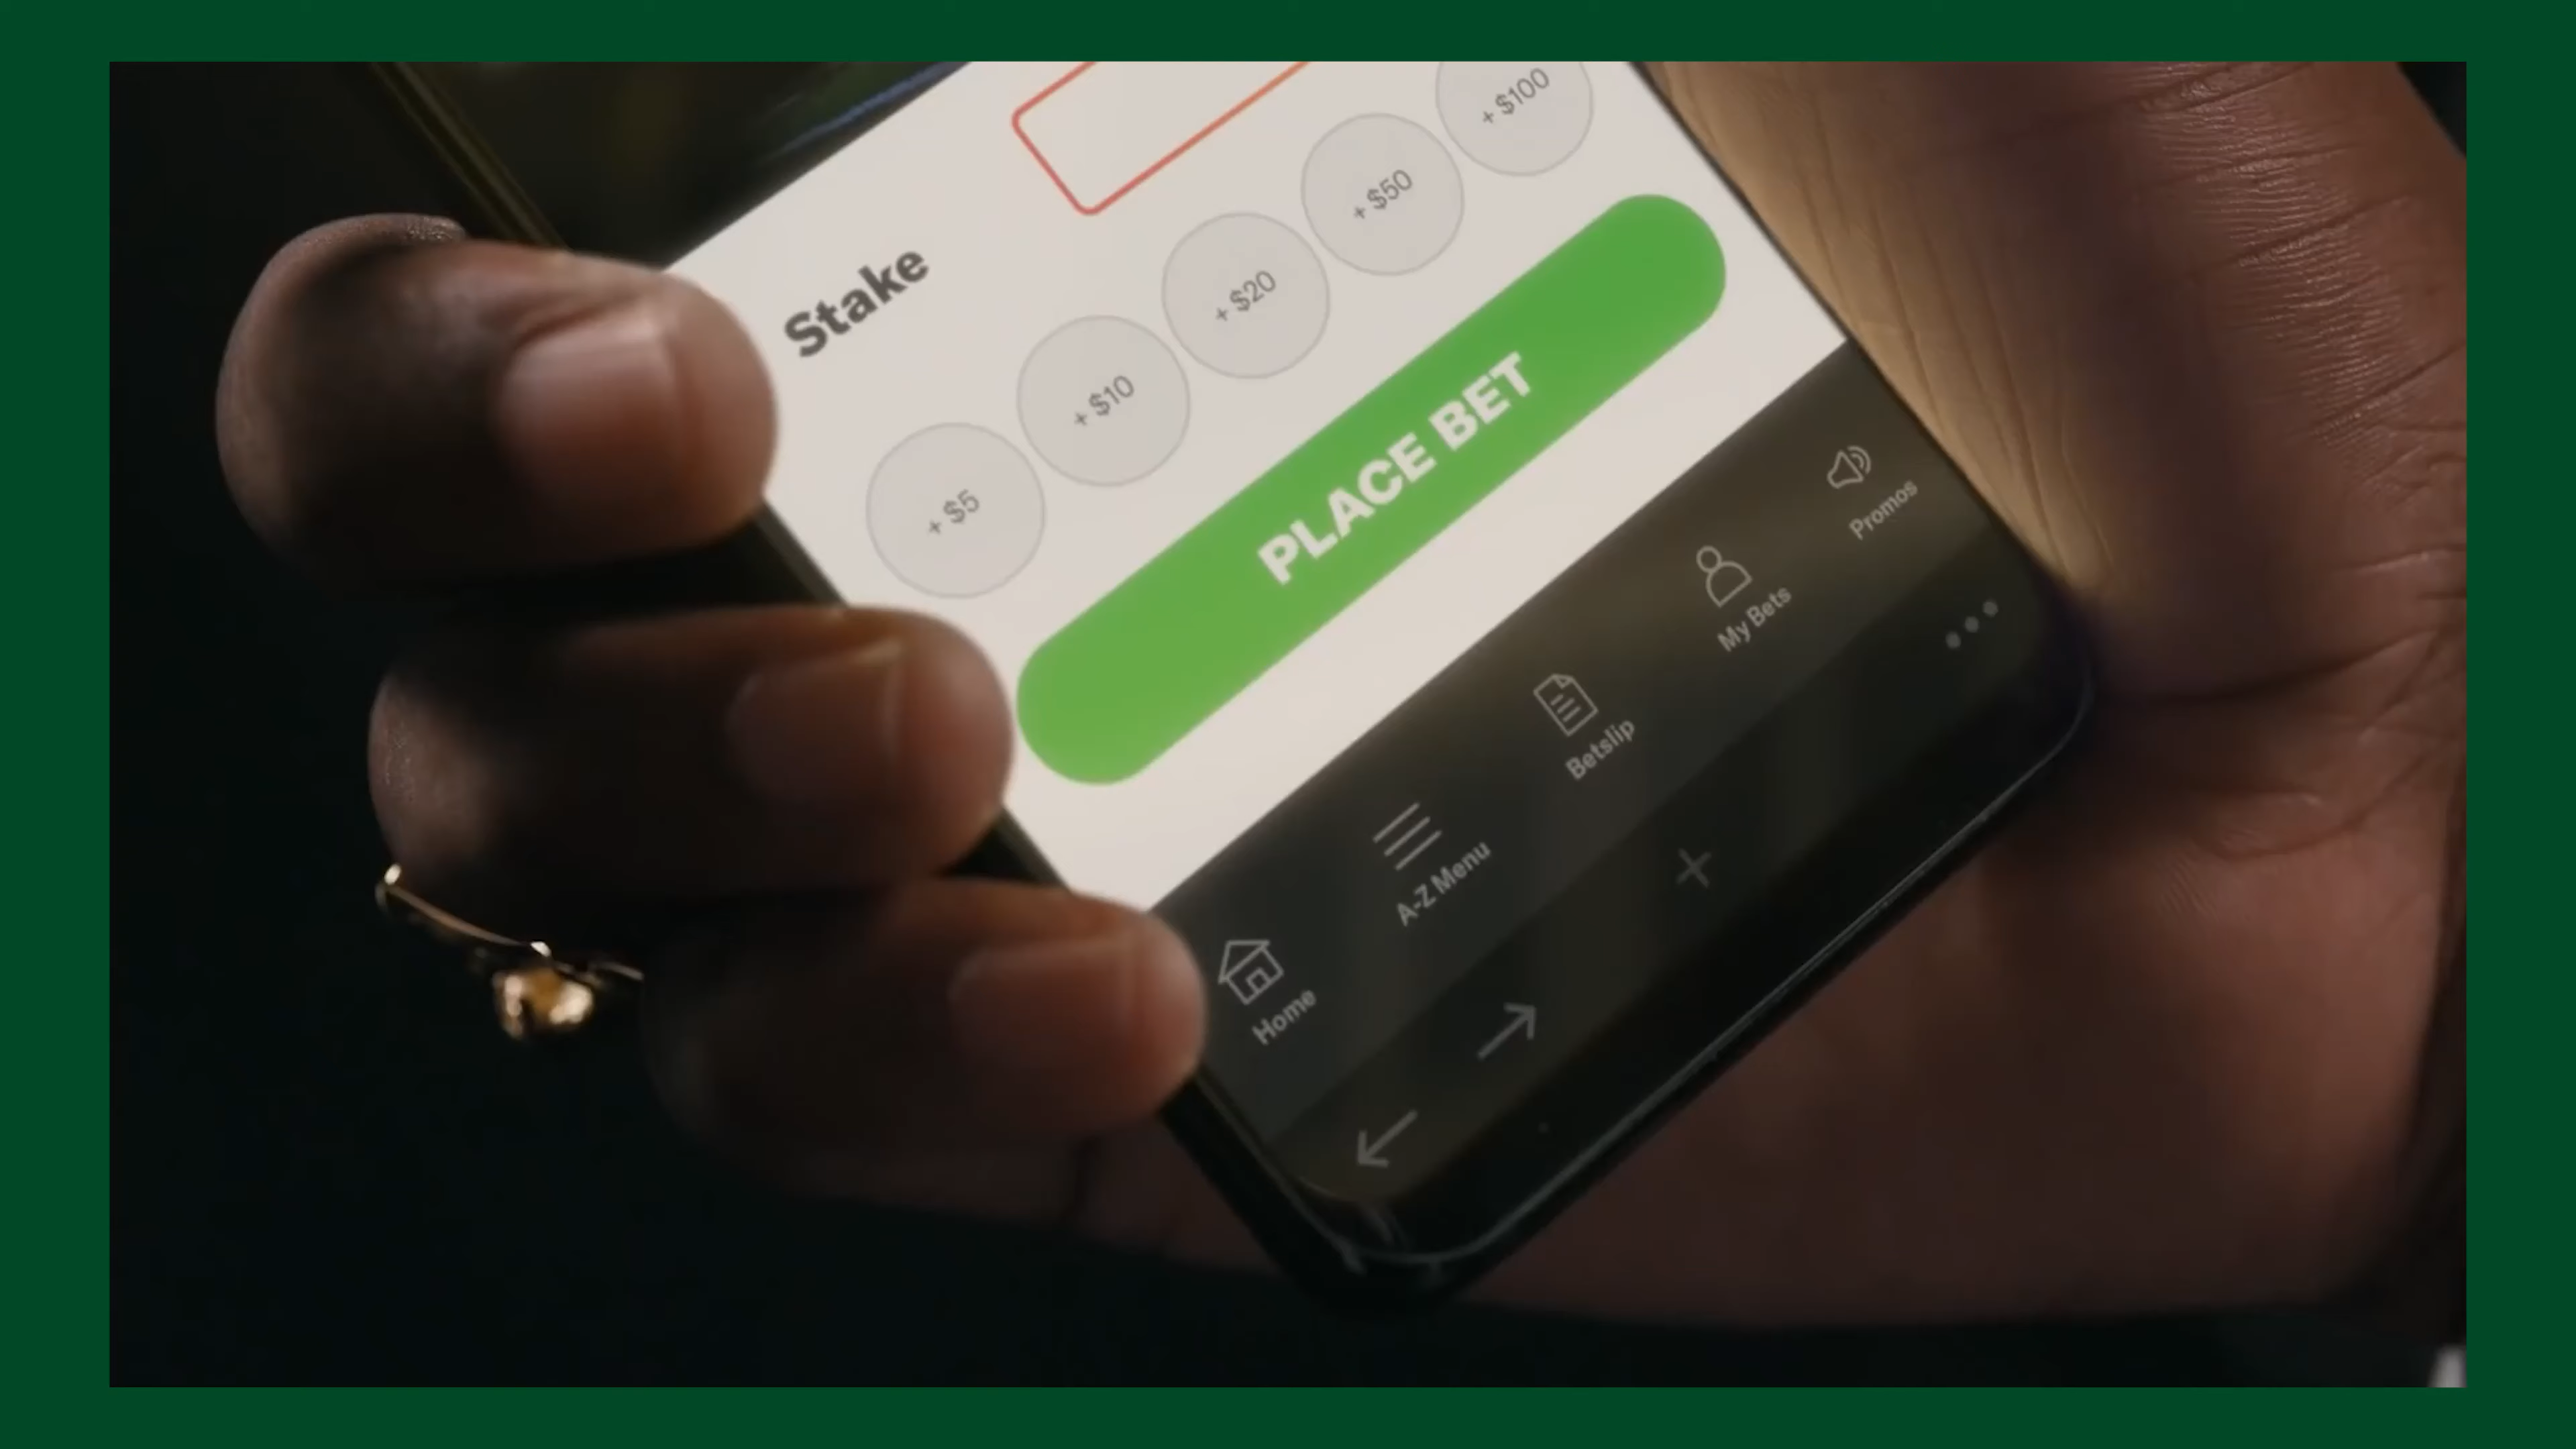 Stake
+ $5
+ $10
+ $20
+ $50
+ $100
PLACE BET
Home
A-Z Menu
Betslip
My Bets
Promos